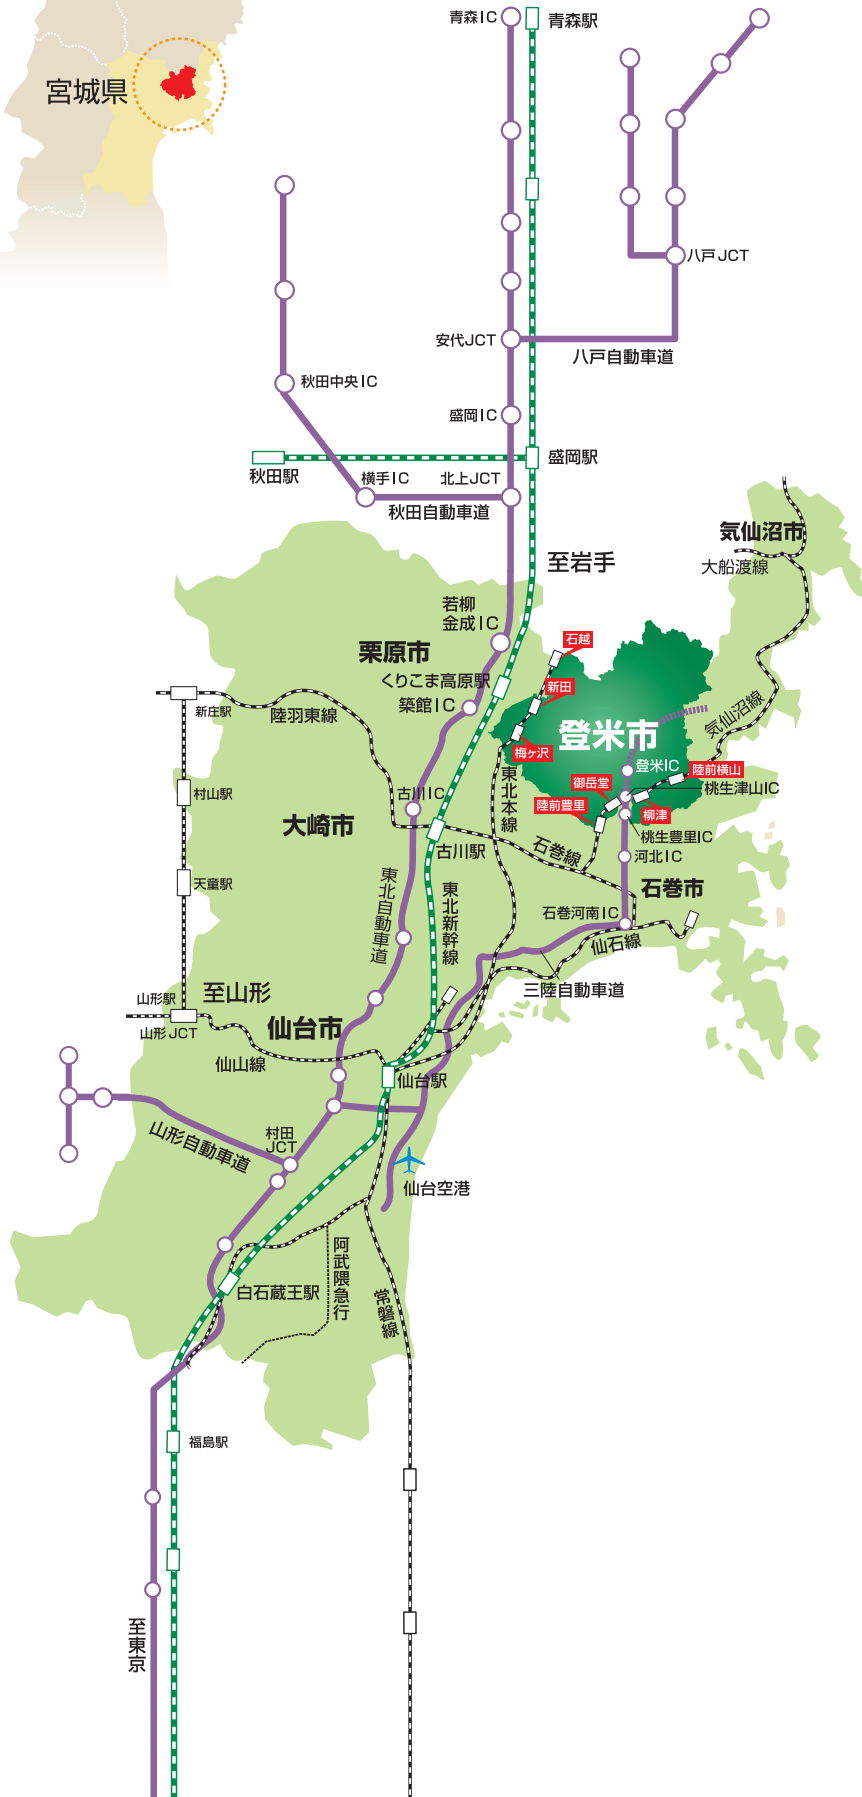 青森IC
青森駅
宮城県
八戸JCT
安代JCT
八戸自動車道
秋田中央IC
盛岡IC
盛岡駅
秋田駅
横手IC
北上JCT
秋田自動車道
気仙沼市
大船渡線
至岩手
若柳
金成IC
石越
栗原市
くりこま高原駅
新田
築館IC
新庄駅
陸羽東線
登米市
気仙沼線
梅ヶ沢
登米IC
陸前横山
御岳堂
桃生津山IC
村山駅
古川IC
東北本線
陸前豊里
柳津
大崎市
桃生豊里IC
古川駅
石巻線
河北IC
天童駅
東北自動車道
東北新幹線
石巻市
石巻河南IC
仙石線
至山形
山形駅
三陸自動車道
仙台市
山形JCT
仙山線
仙台駅
山形自動車道
村田
JCT
仙台空港
阿武隈急行
白石蔵王駅
常磐線
福島駅
至東京